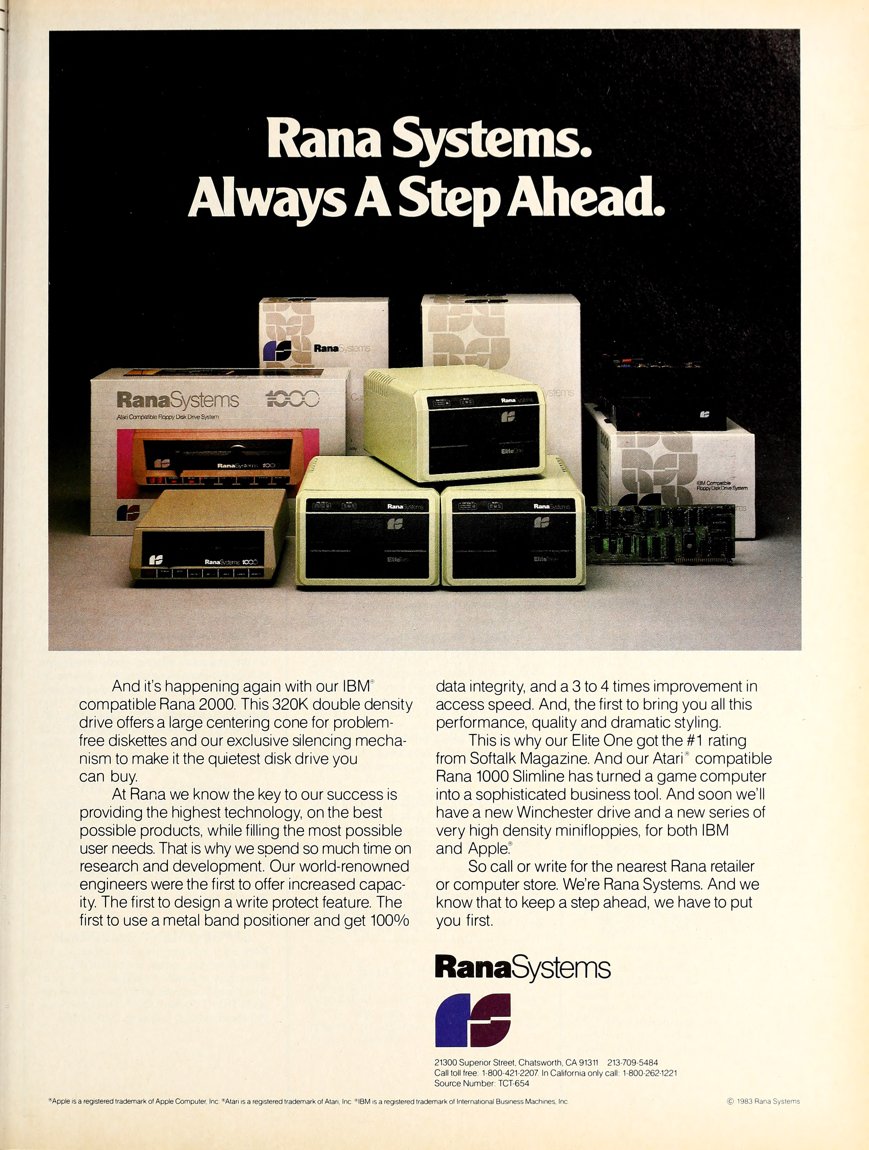 Rana Systems.
Always A Step Ahead.
RanaSystems
RanaSystems 1000
Atari Compatible Floppy Disk Drive System
RanaSystems
EliteOne
RanaSystems 1000
RanaSystems 1000
RanaSystems
Elite
RanaSystems
Elite
IBM Compatible
Floppy Disk Drive System
And it's happening again with our IBM®
compatible Rana 2000. This 320K double density
drive offers a large centering cone for problem-
free diskettes and our exclusive silencing mecha-
nism to make it the quietest disk drive you
can buy.
At Rana we know the key to our success is
providing the highest technology, on the best
possible products, while filling the most possible
user needs. That is why we spend so much time on
research and development. Our world-renowned
engineers were the first to offer increased capac-
ity. The first to design a write protect feature. The
first to use a metal band positioner and get 100%
data integrity, and a 3 to 4 times improvement in
access speed. And, the first to bring you all this
performance, quality and dramatic styling.
This is why our Elite One got the #1 rating
from Softalk Magazine. And our Atari® compatible
Rana 1000 Slimline has turned a game computer
into a sophisticated business tool. And soon we'll
have a new Winchester drive and a new series of
very high density minifloppies, for both IBM
and Apple.®
So call or write for the nearest Rana retailer
or computer store. We're Rana Systems. And we
know that to keep a step ahead, we have to put
you first.
RanaSystems
21300 Superior Street, Chatsworth, CA 91311 213-709-5484
Call toll free: 1-800-421-2207. In California only call: 1-800-262-1221
Source Number: TCT-654
®Apple is a registered trademark of Apple Computer, Inc. ®Atari is a registered trademark of Atari, Inc. ®IBM is a registered trademark of International Business Machines, Inc.
© 1983 Rana Systems